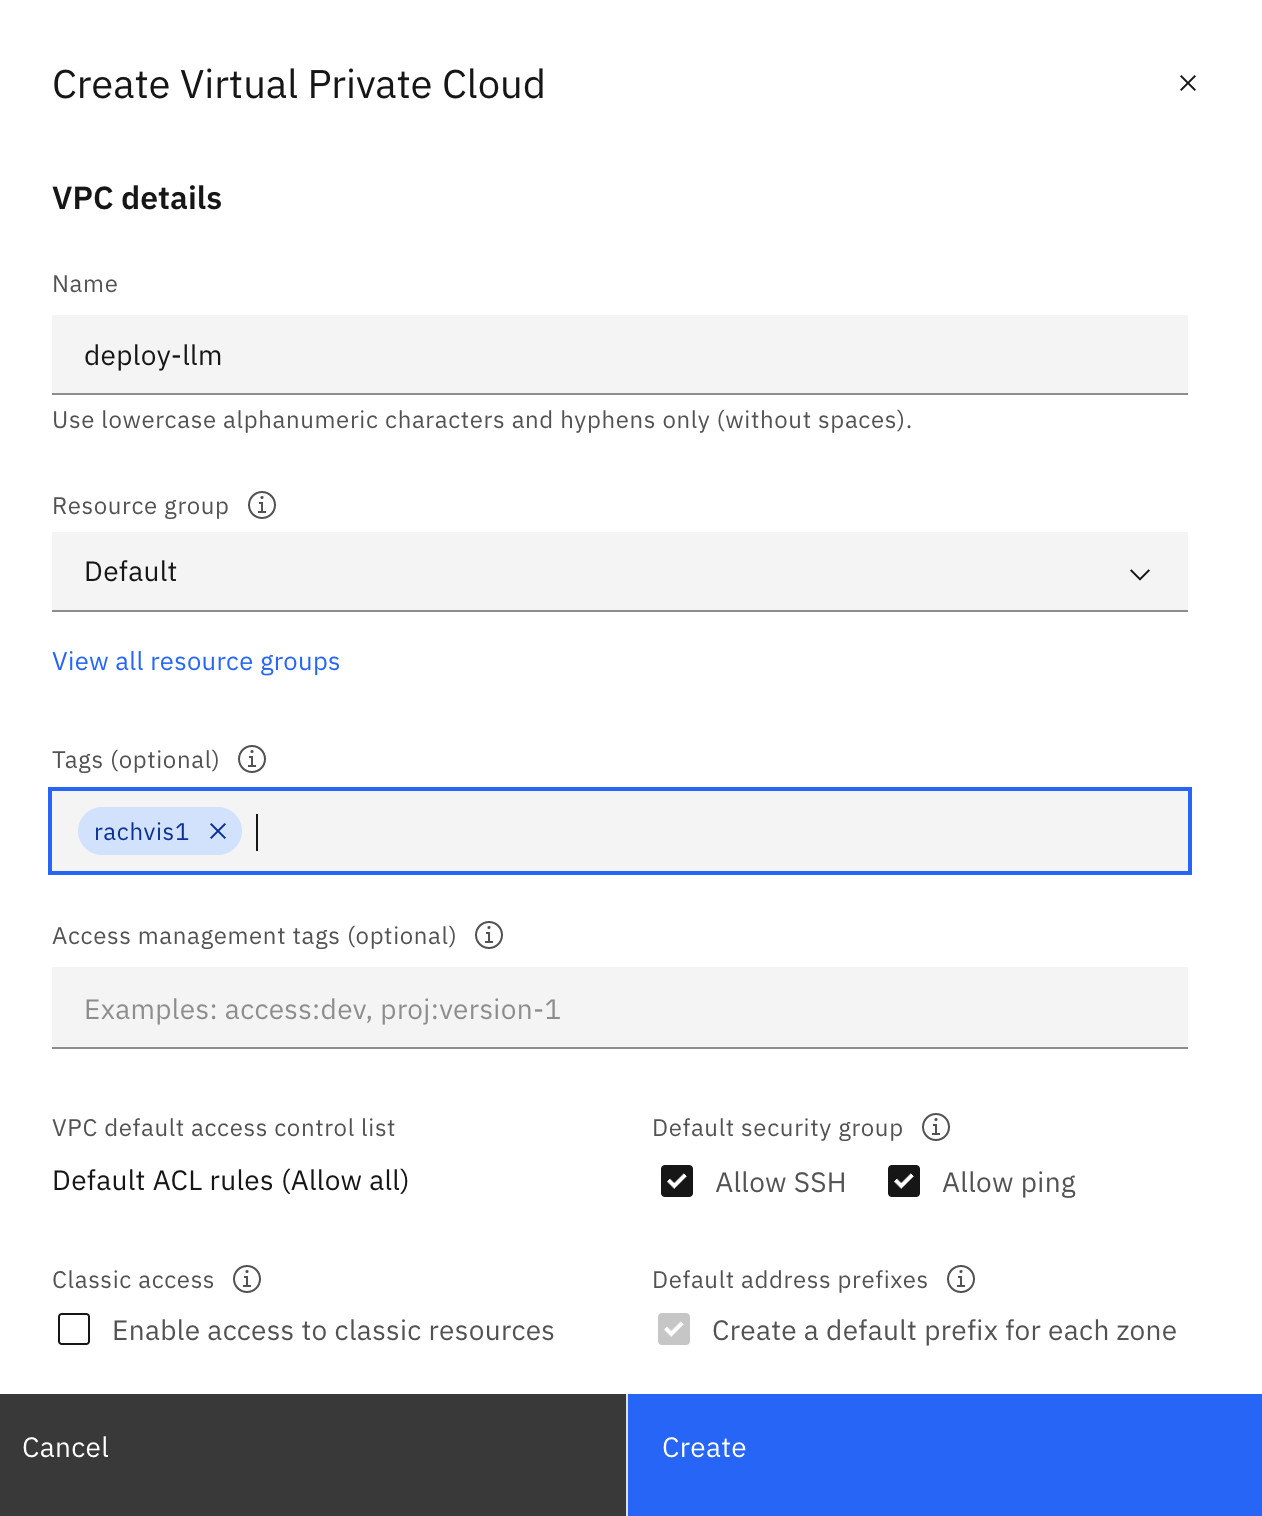 Create Virtual Private Cloud
VPC details
Name
deploy-llm
Use lowercase alphanumeric characters and hyphens only (without spaces).
Resource group
Default
View all resource groups
Tags (optional)
rachvis1
Access management tags (optional)
Examples: access:dev, proj:version-1
VPC default access control list
Default ACL rules (Allow all)
Default security group
Allow SSH Allow ping
Classic access
Enable access to classic resources
Default address prefixes
Create a default prefix for each zone
Cancel
Create